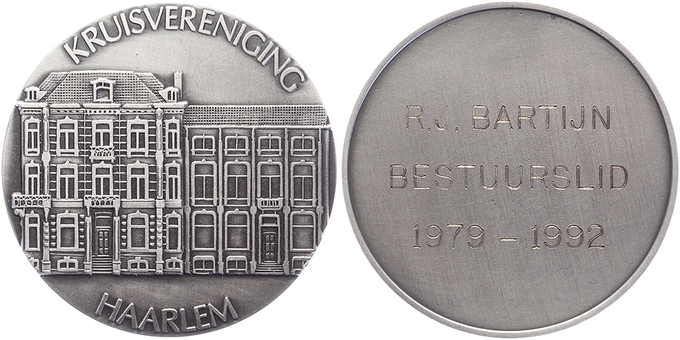 KRUISVERENIGING
HAARLEM
R.J. BARTIJN
BESTUURSLID
1979 - 1992